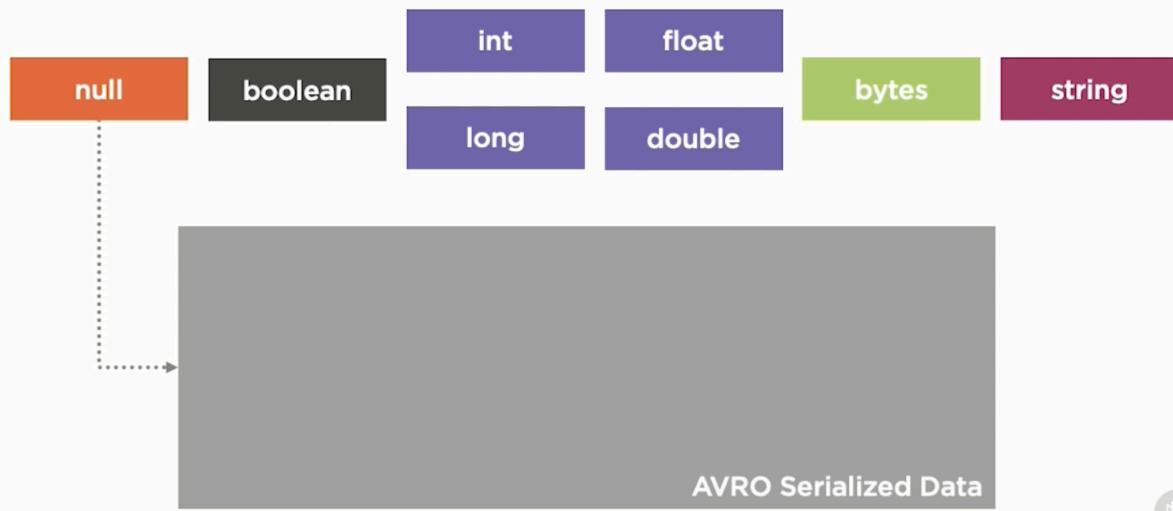 null
boolean
int
float
long
double
bytes
string
AVRO Serialized Data